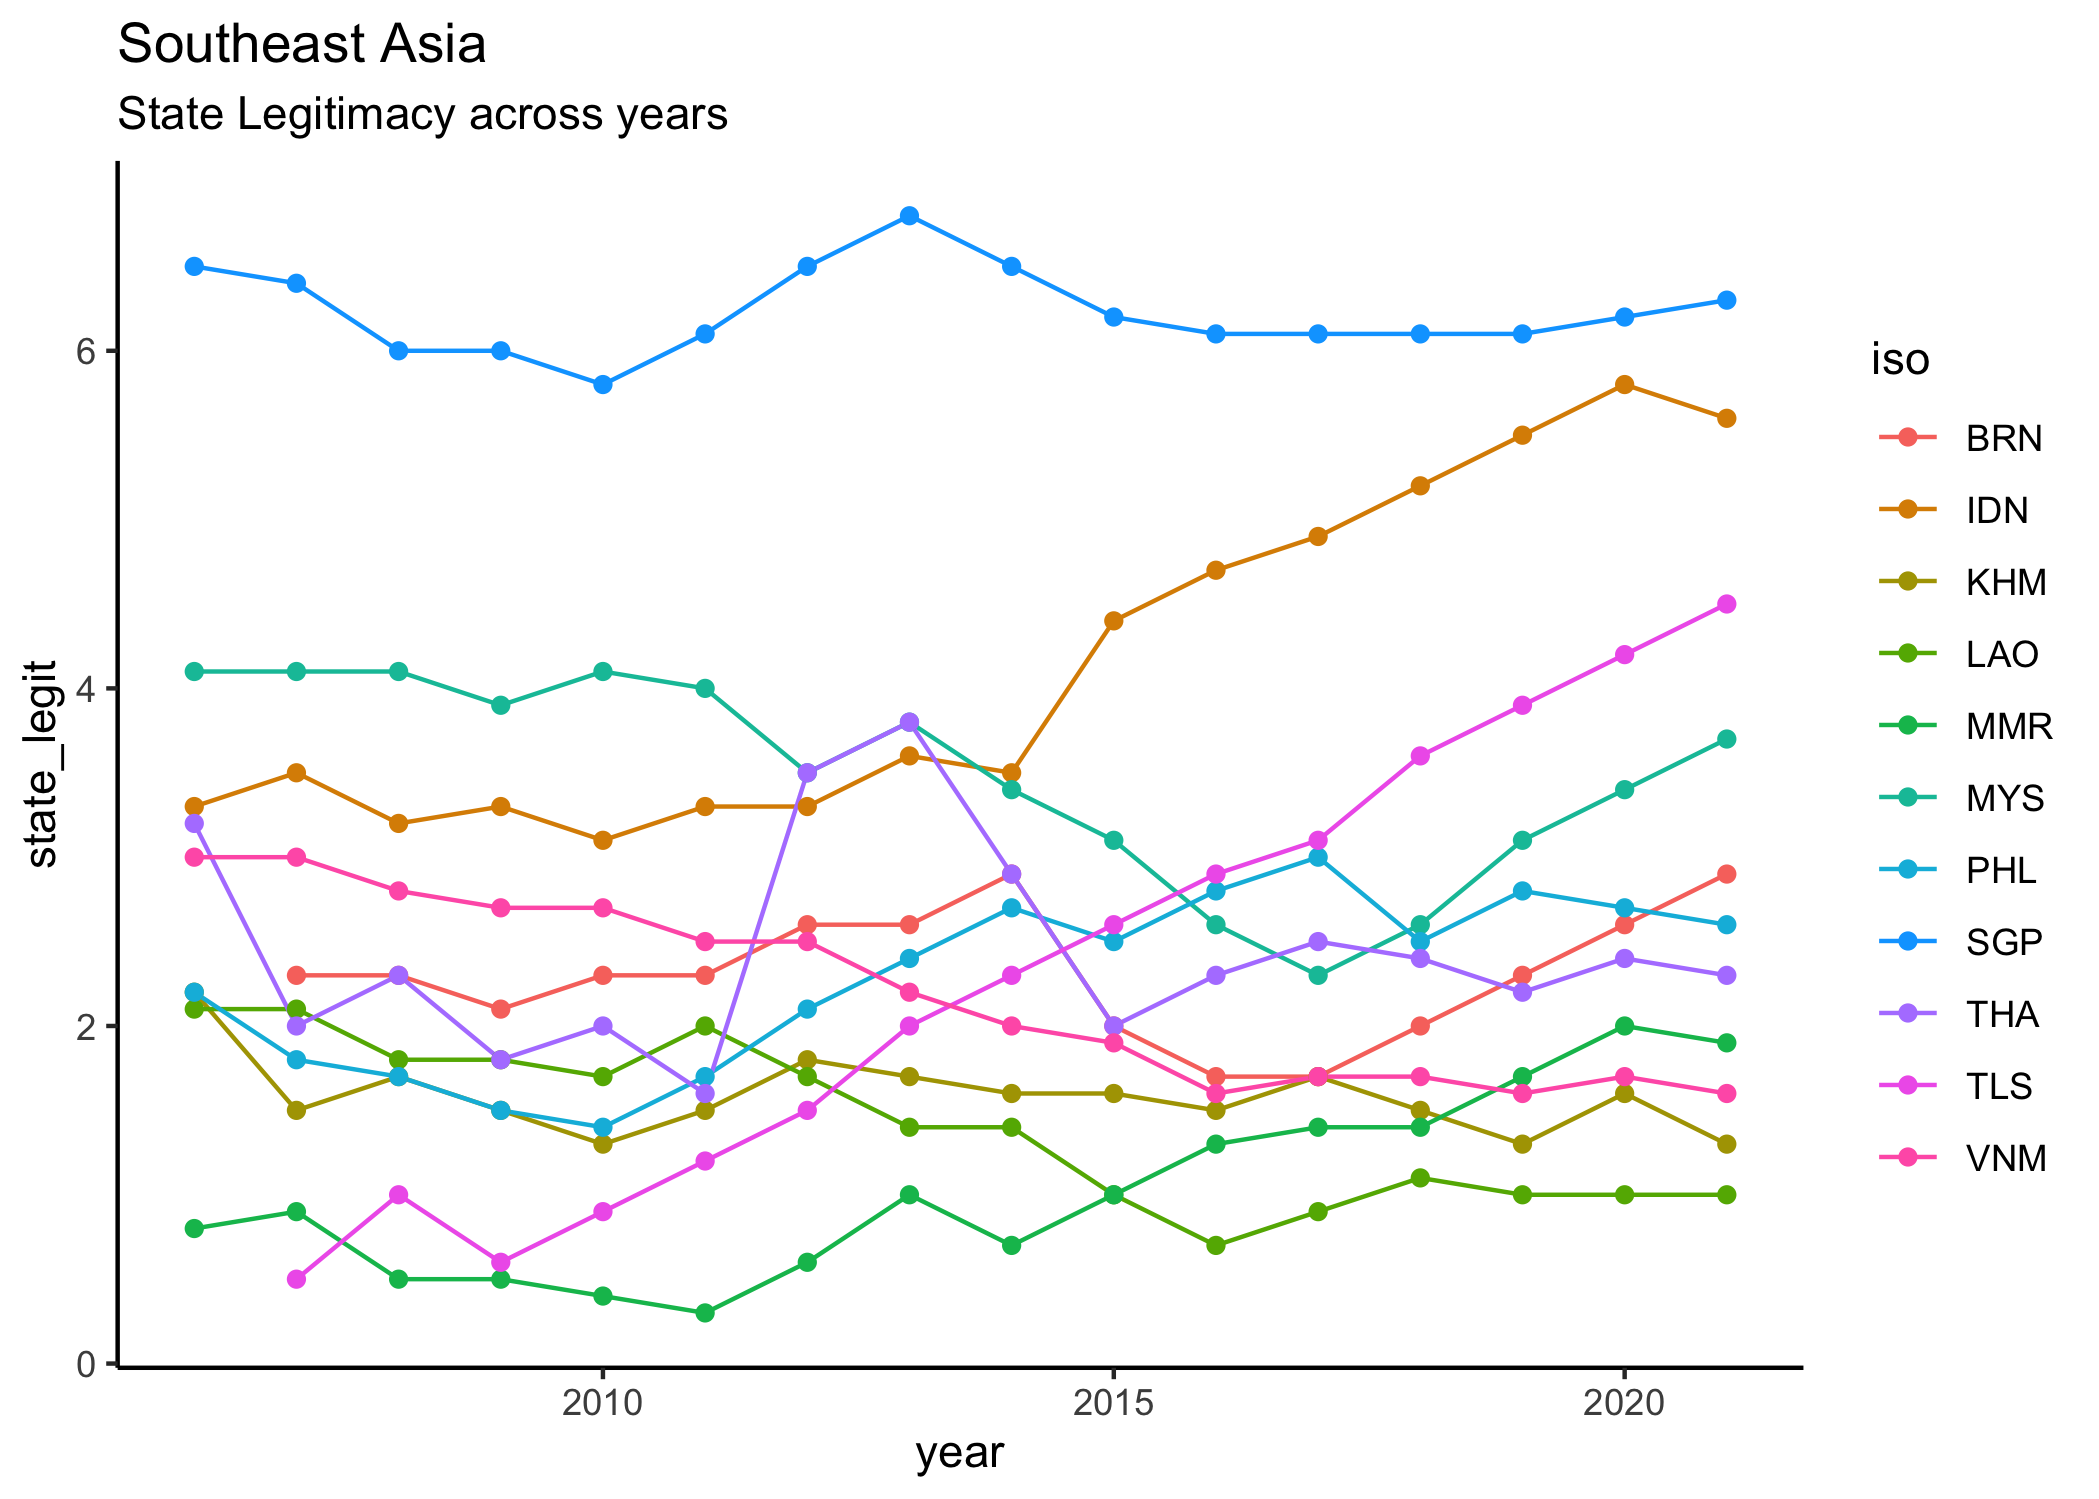 Southeast Asia
State Legitimacy across years
state_legit
6
4
2
0
2010
2015
2020
year
iso
BRN
IDN
KHM
LAO
MMR
MYS
PHL
SGP
THA
TLS
VNM